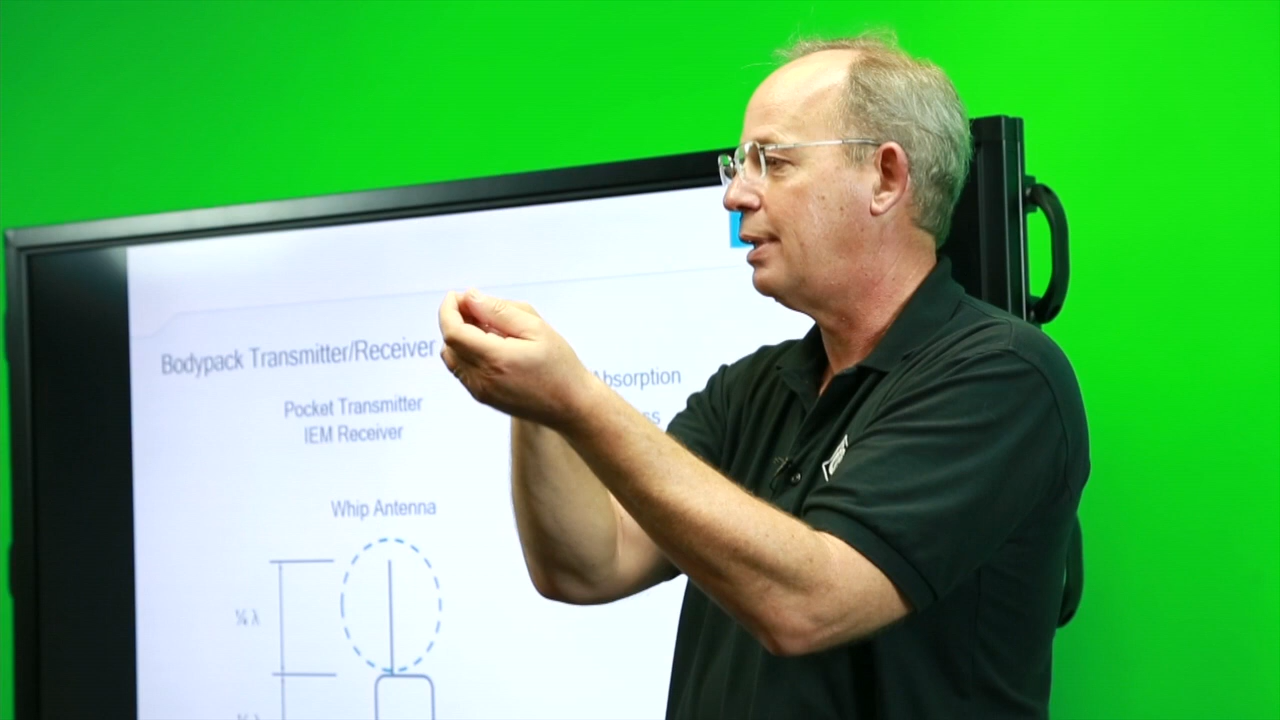 Bodypack Transmitter/Receiver
Absorption
Pocket Transmitter
IEM Receiver
Whip Antenna
¼ λ